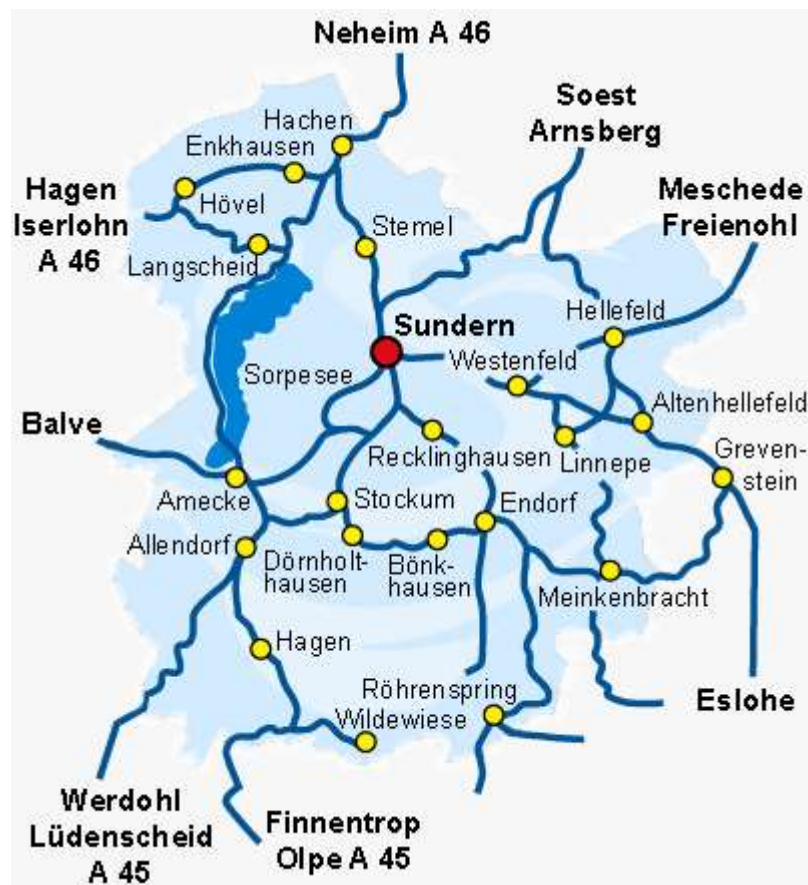 Neheim A 46
Soest
Arnsberg
Hachen
Enkhausen
Hagen
Iserlohn
A 46
Hövel
Meschede
Freienohl
Stemel
Langscheid
Hellefeld
Sundern
Westenfeld
Sorpesee
Altenhellefeld
Balve
Recklinghausen
Linnepe
Greven-
stein
Amecke
Stockum
Endorf
Allendorf
Dörnholt-
hausen
Bönk-
hausen
Meinkenbracht
Hagen
Röhrenspring
Wildewiese
Eslohe
Werdohl
Lüdenscheid
A 45
Finnentrop
Olpe A 45